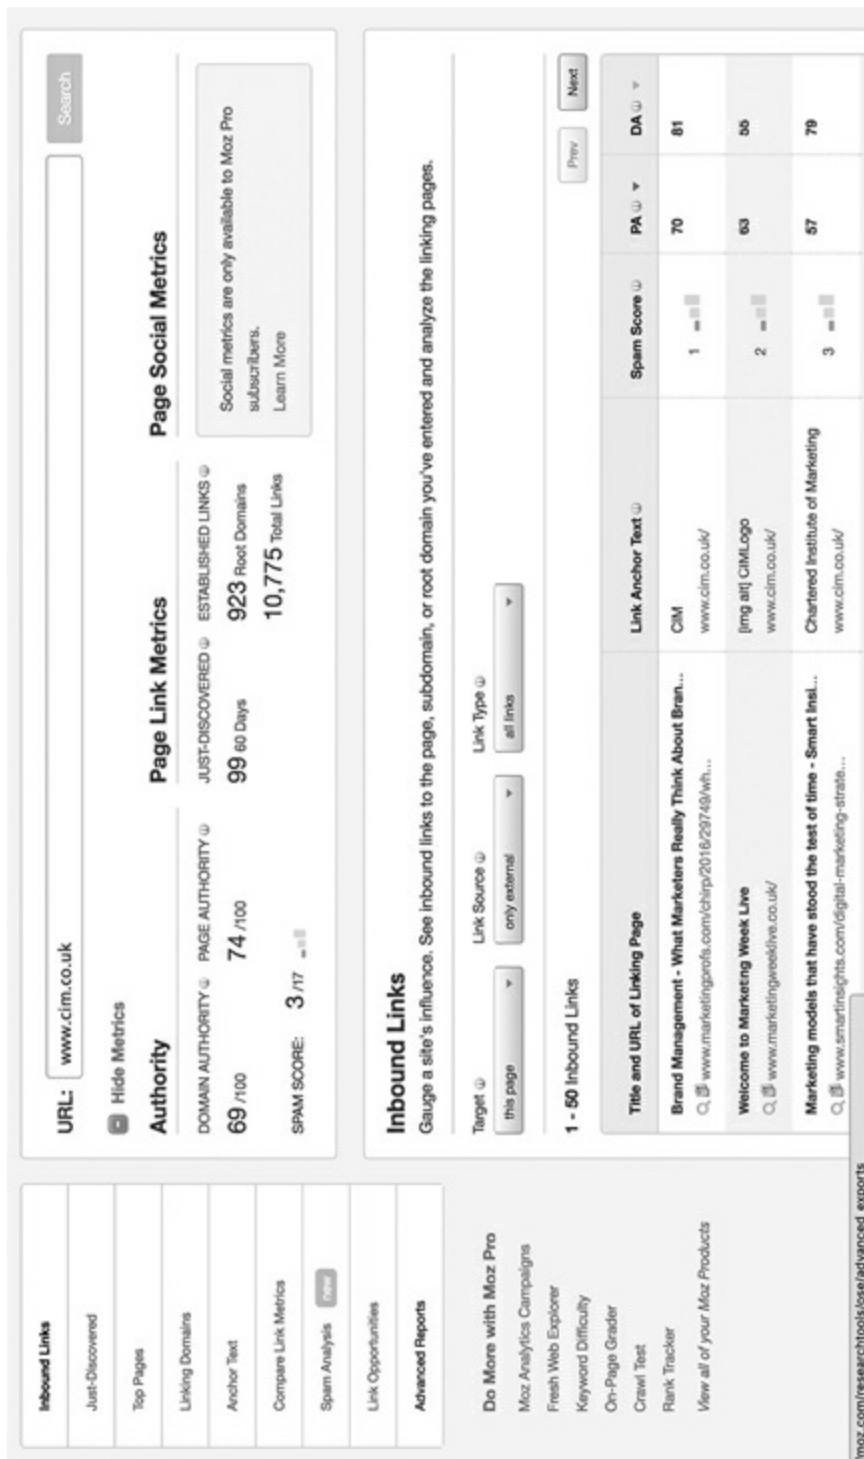 Inbound Links
Just-Discovered
Top Pages
Linking Domains
Anchor Text
Compare Link Metrics
Spam Analysis new
Link Opportunities
Advanced Reports
Do More with Moz Pro
Moz Analytics Campaigns
Fresh Web Explorer
Keyword Difficulty
On-Page Grader
Crawl Test
Rank Tracker
View all of your Moz Products
URL: www.cim.co.uk Search
Hide Metrics
Authority
DOMAIN AUTHORITY PAGE AUTHORITY
69 /100 74 /100
SPAM SCORE: 3 /17
Page Link Metrics
JUST-DISCOVERED ESTABLISHED LINKS
99 60 Days 923 Root Domains
10,775 Total Links
Page Social Metrics
Social metrics are only available to Moz Pro
subscribers.
Learn More
Inbound Links
Gauge a site's influence. See inbound links to the page, subdomain, or root domain you've entered and analyze the linking pages.
Target Link Source Link Type
this page only external all links
1 - 50 Inbound Links Prev Next
Title and URL of Linking Page Link Anchor Text Spam Score PA DA
Brand Management - What Marketers Really Think About Bran... CIM 1 70 81
www.marketingprofs.com/chirp/2016/29749/wh... www.cim.co.uk/
Welcome to Marketing Week Live [img alt] CIMLogo 2 63 55
www.marketingweeklive.co.uk/ www.cim.co.uk/
Marketing models that have stood the test of time - Smart Insi... Chartered Institute of Marketing 3 57 79
www.smartinsights.com/digital-marketing-strate... www.cim.co.uk/
/moz.com/researchtools/ose/advanced_exports